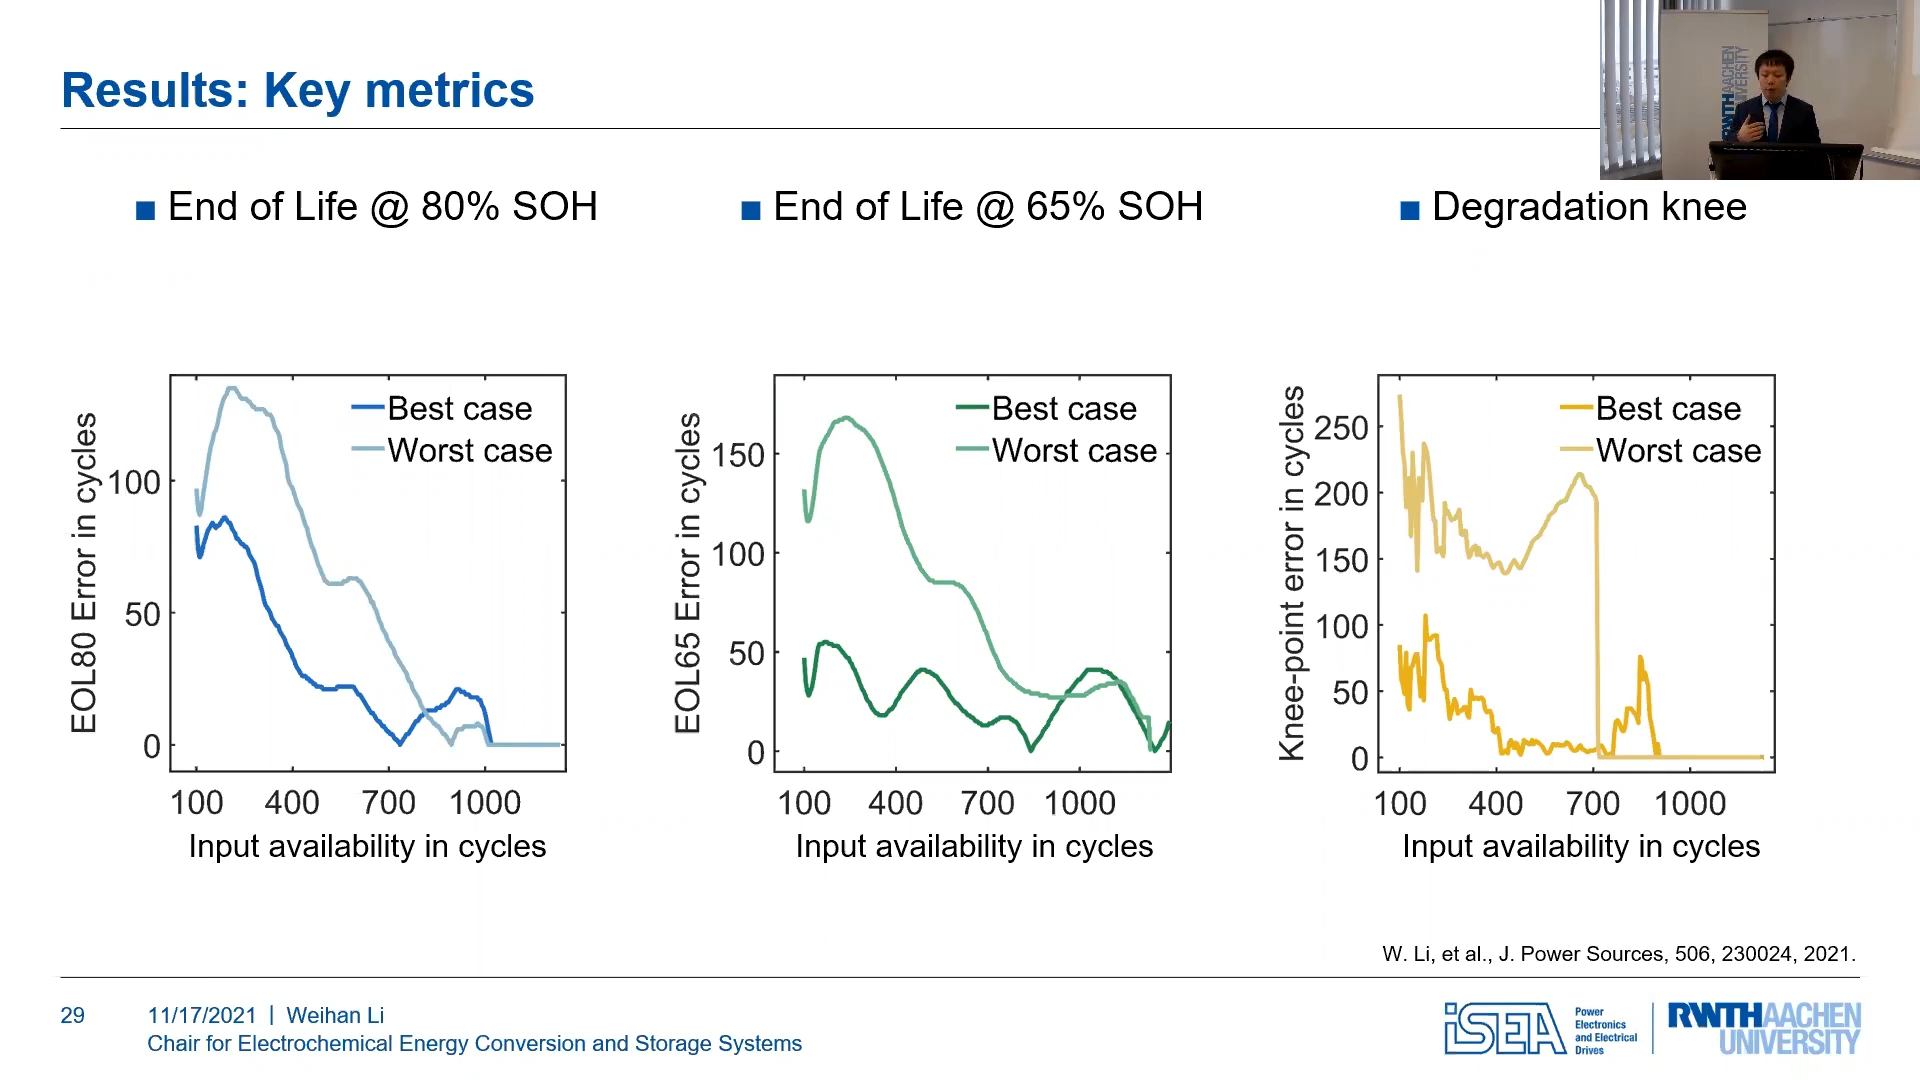 Results: Key metrics
RWTH AACHEN
UNIVERSITY
End of Life @ 80% SOH
End of Life @ 65% SOH
Degradation knee
EOL80 Error in cycles
100
50
0
Best case
Worst case
100 400 700 1000
Input availability in cycles
EOL65 Error in cycles
150
100
50
0
Best case
Worst case
100 400 700 1000
Input availability in cycles
Knee-point error in cycles
250
200
150
100
50
0
Best case
Worst case
100 400 700 1000
Input availability in cycles
W. Li, et al., J. Power Sources, 506, 230024, 2021.
29
11/17/2021 | Weihan Li
Chair for Electrochemical Energy Conversion and Storage Systems
iSEA
Power
Electronics
and Electrical
Drives
RWTH AACHEN
UNIVERSITY